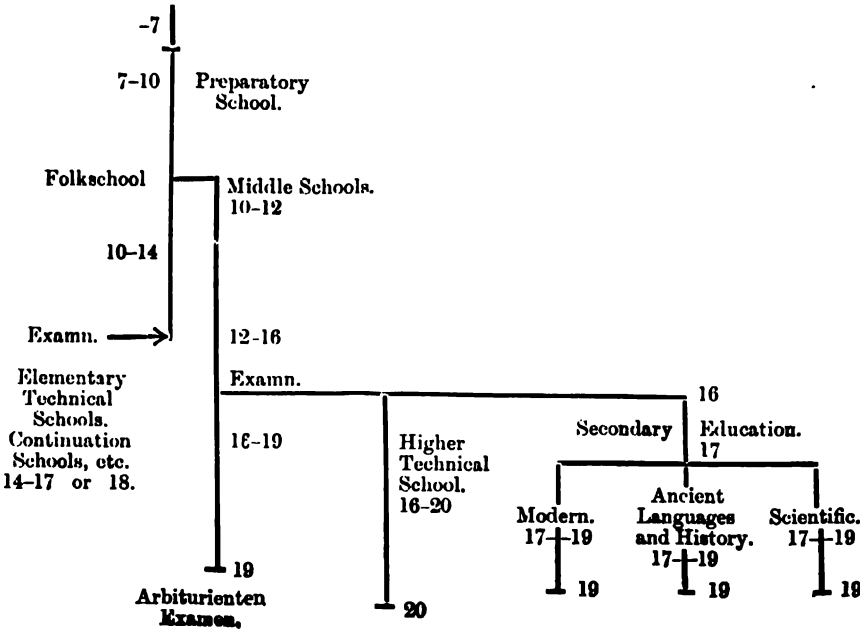 -7
7-10 Preparatory
School.
Folkschool
Middle Schools.
10-12
10-14
Examn.
12-16
Elementary
Technical
Schools.
Continuation
Schools, etc.
14-17 or 18.
Examn.
16-19
16
Higher
Technical
School.
16-20
Secondary Education.
17
Modern.
17-19
Ancient
Languages
and History.
17-19
Scientific.
17-19
19
Arbiturienten
Examen.
20
19
19
19